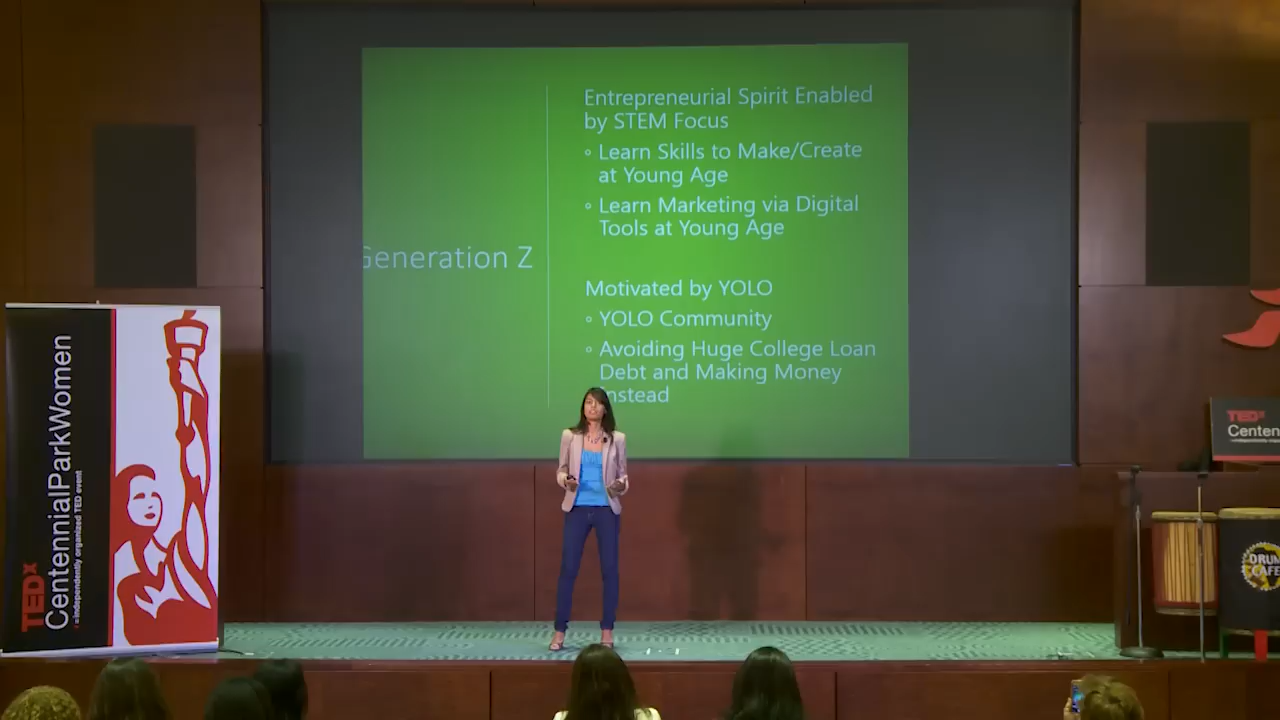 Entrepreneurial Spirit Enabled
by STEM Focus
◦ Learn Skills to Make/Create
at Young Age
◦ Learn Marketing via Digital
Tools at Young Age
Generation Z
Motivated by YOLO
◦ YOLO Community
◦ Avoiding Huge College Loan
Debt and Making Money
Instead
TEDx
CentennialParkWomen
x=independently organized TED event
TEDx
Centen
DRUM
CAFE